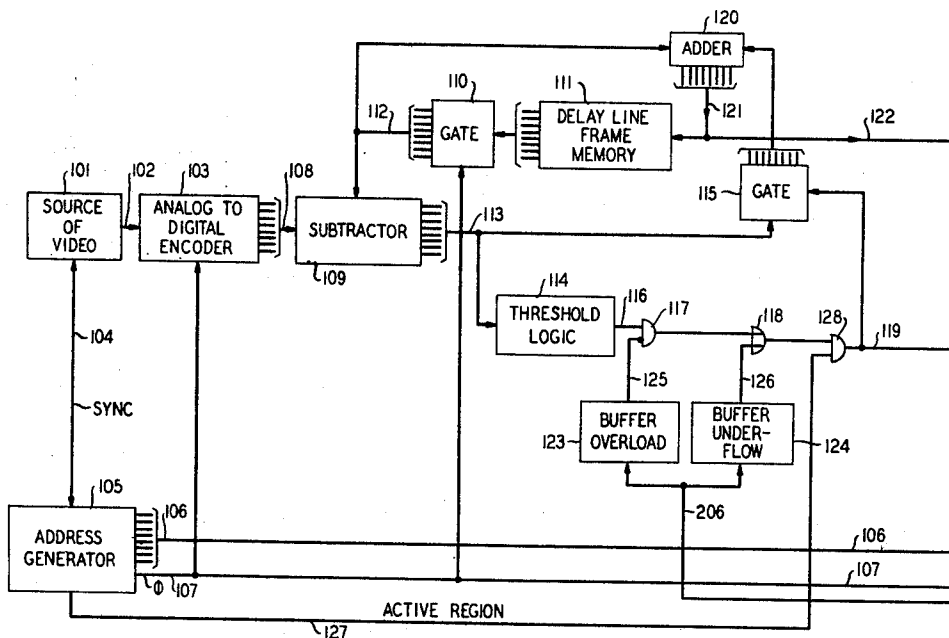 120
ADDER
110
111
112
GATE
DELAY LINE
FRAME
MEMORY
121
122
101
102
103
108
115
GATE
SOURCE
OF
VIDEO
ANALOG TO
DIGITAL
ENCODER
SUBTRACTOR
113
109
114
THRESHOLD
LOGIC
116
117
118
128
119
104
125
126
SYNC
123
BUFFER
OVERLOAD
BUFFER
UNDER-
FLOW
124
105
106
206
ADDRESS
GENERATOR
106
Φ
107
107
ACTIVE REGION
127